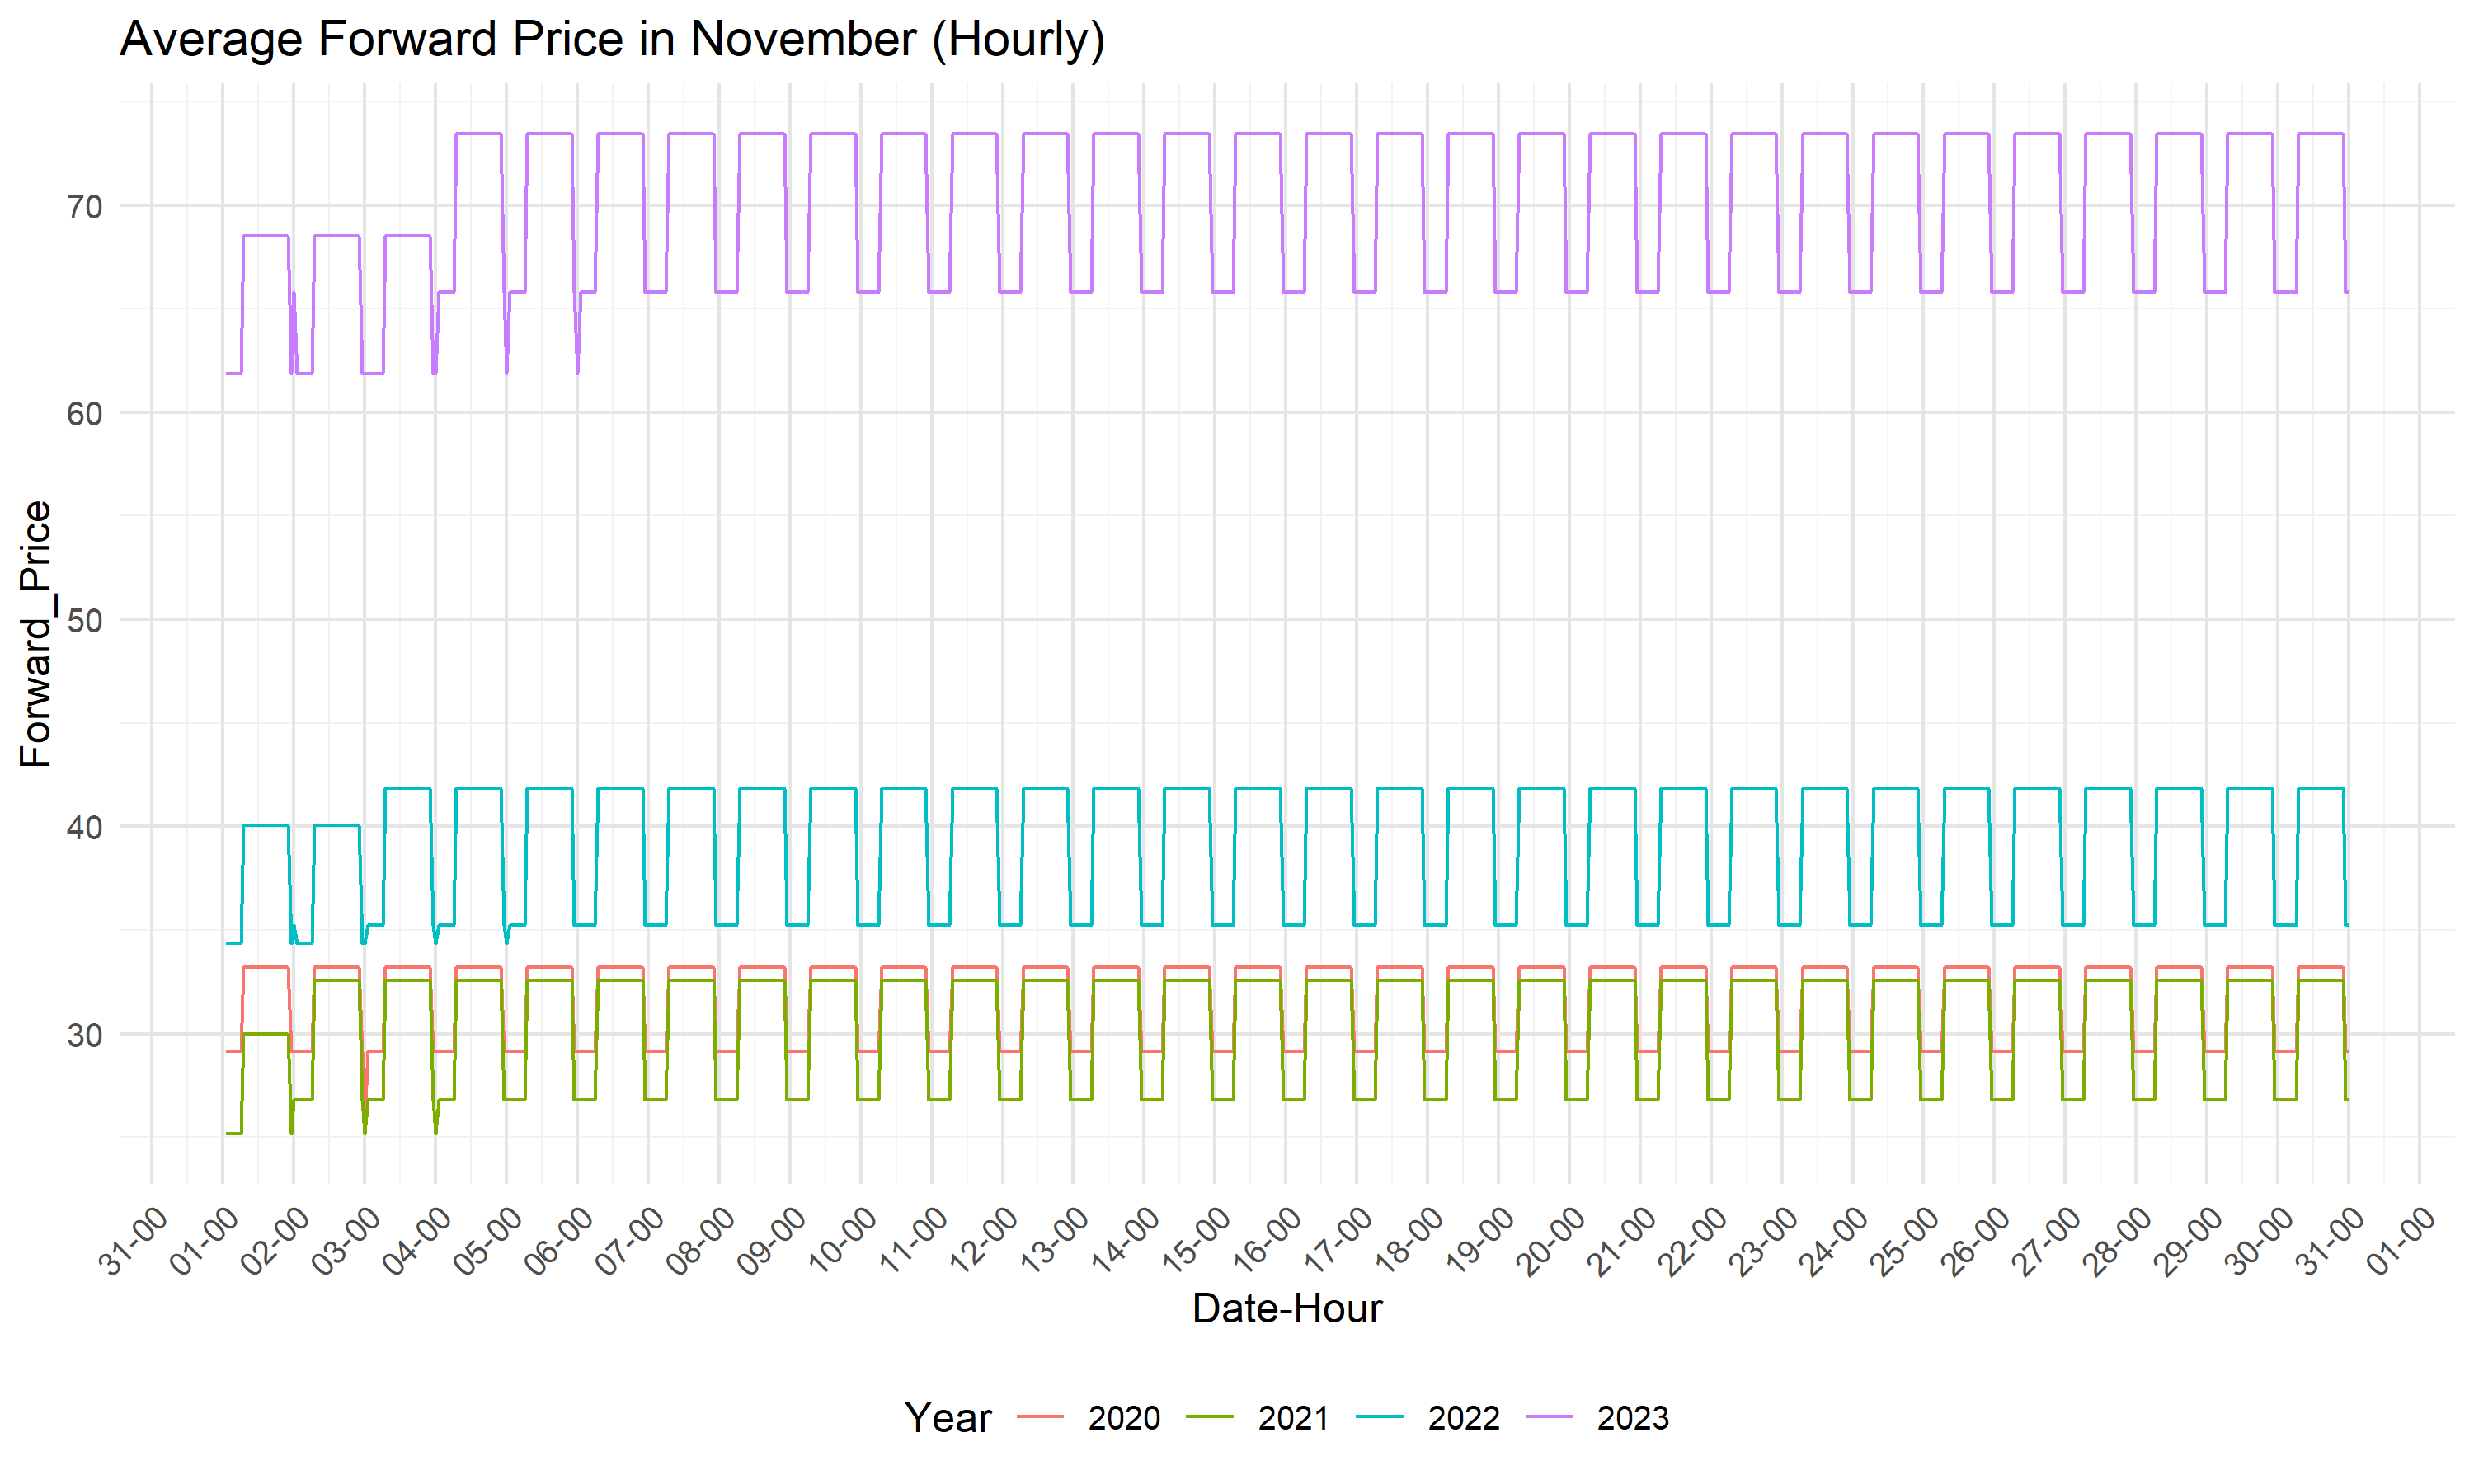 Average Forward Price in November (Hourly)
Forward_Price
70
60
50
40
30
31-00 01-00 02-00 03-00 04-00 05-00 06-00 07-00 08-00 09-00 10-00 11-00 12-00 13-00 14-00 15-00 16-00 17-00 18-00 19-00 20-00 21-00 22-00 23-00 24-00 25-00 26-00 27-00 28-00 29-00 30-00 31-00 01-00
Date-Hour
Year 2020 2021 2022 2023